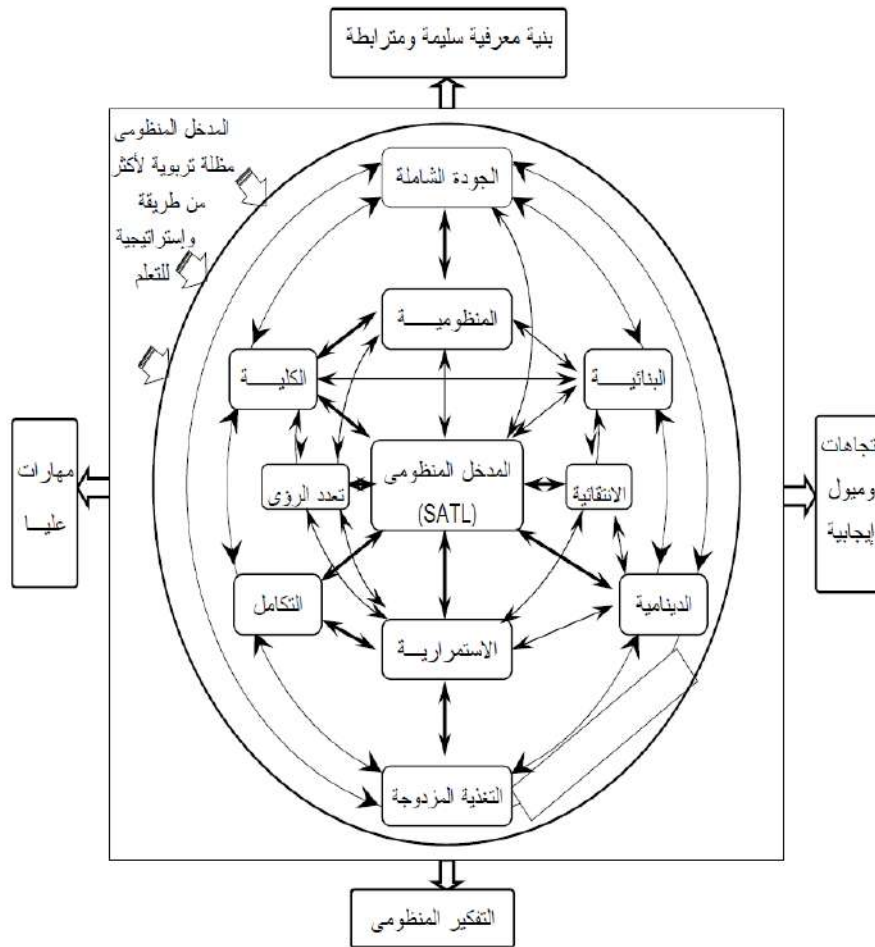 بنية معرفية سليمة ومترابطة
المدخل المنظومى
مظلة تربوية لأكثر
من طريقة
وإستراتيجية
للتعلم
الجودة الشاملة
المنظوميـــــة
الكليـــة
البنائيـــة
المدخل المنظومى
(SATL)
تعدد الرؤى
الانتقائية
مهارات
عليـــا
تجاهات
وميول
إيجابية
التكامل
الدينامية
الاستمراريـــة
التغذية المزدوجة
التفكير المنظومى